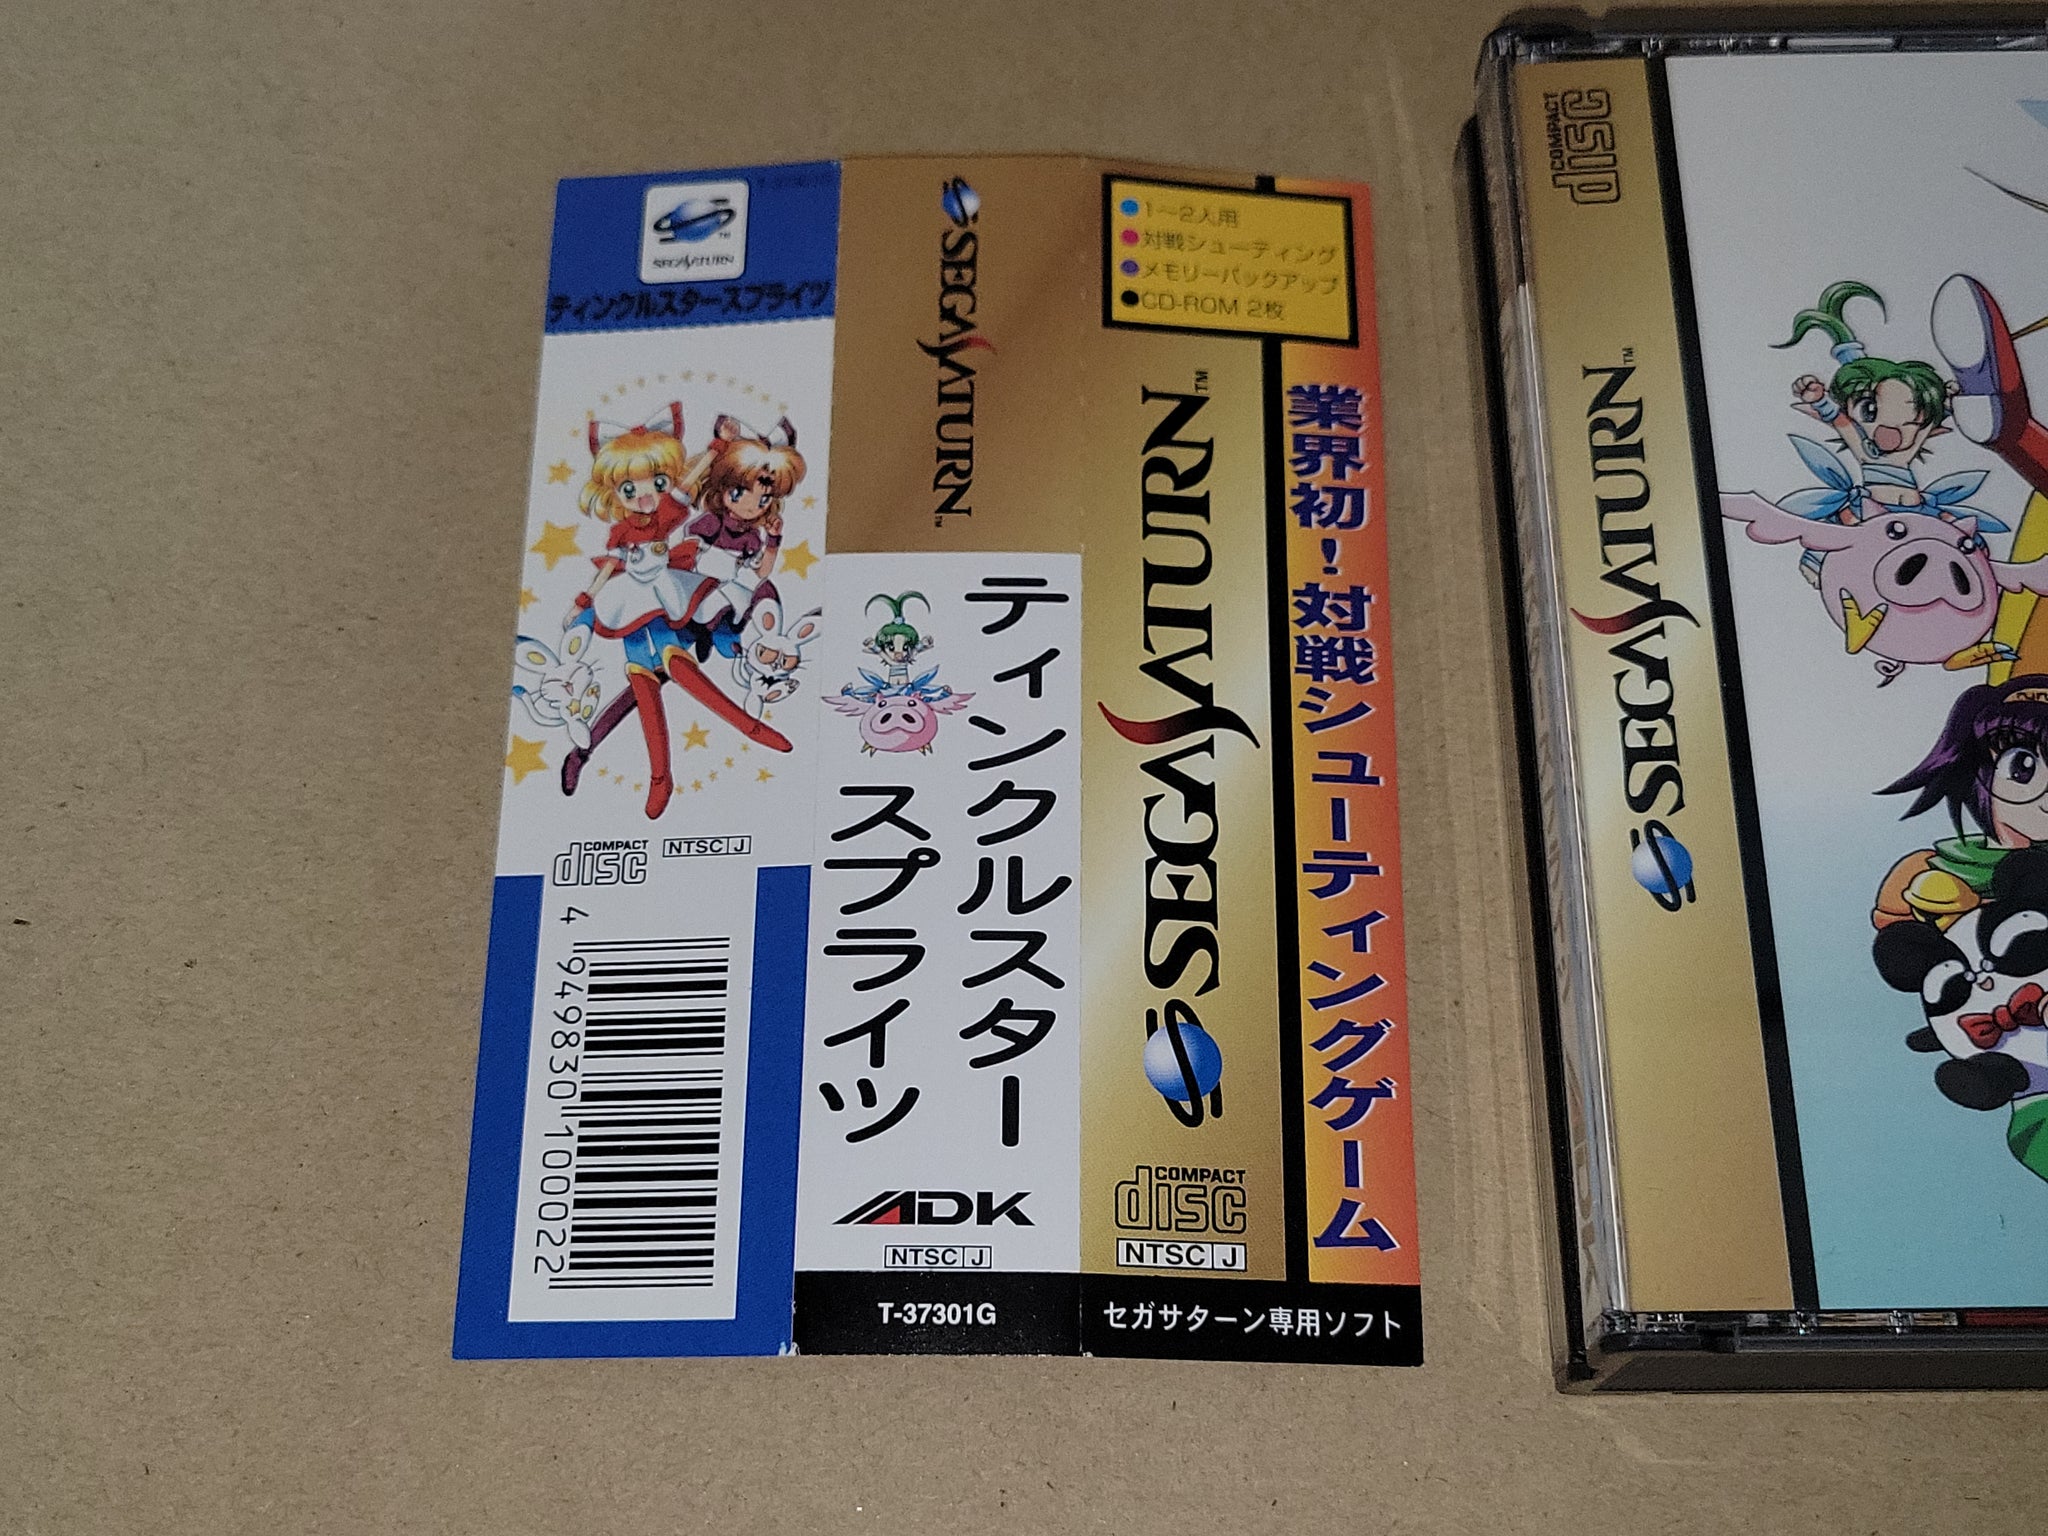 SEGA SATURN™
ティンクルスタースプライツ
COMPACT disc
NTSC J
4 949830 100022
SEGA SATURN™
ティンクルスター
スプライツ
ADK
NTSC J
T-37301G
●1〜2人用
●対戦シューティング
●メモリーバックアップ
●CD-ROM 2枚
SEGA SATURN™
COMPACT disc
NTSC J
業界初!対戦シューティングゲーム
セガサターン専用ソフト
COMPACT disc
SEGA SATURN™